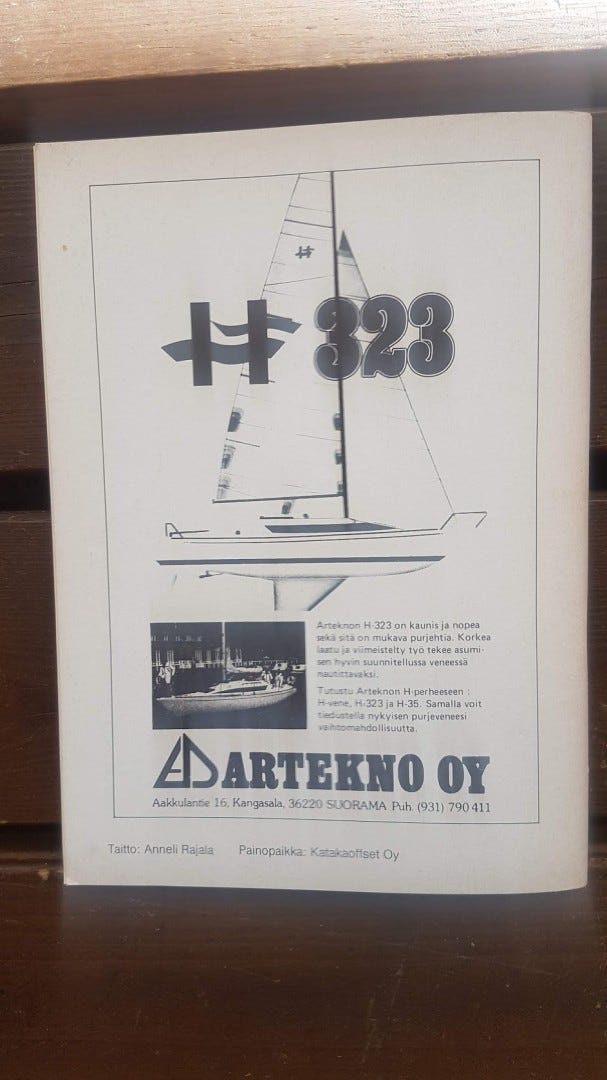 H
H 323
Arteknon H-323 on kaunis ja nopea
sekä sitä on mukava purjehtia. Korkea
laatu ja viimeistelty työ tekee asumi-
sen hyvin suunnitellussa veneessä
nautittavaksi.
Tutustu Arteknon H-perheeseen :
H-vene, H-323 ja H-35. Samalla voit
tiedustella nykyisen purjeveneesi
vaihtomahdollisuutta.
ARTEKNO OY
Aakkulantie 16, Kangasala, 36220 SUORAMA Puh. (931) 790 411
Taitto: Anneli Rajala Painopaikka: Katakaoffset Oy